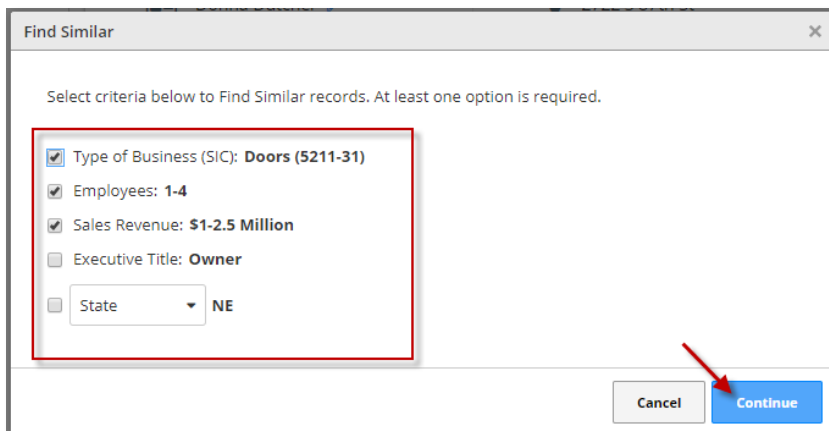 Find Similar
Select criteria below to Find Similar records. At least one option is required.
Type of Business (SIC): Doors (5211-31)
Employees: 1-4
Sales Revenue: $1-2.5 Million
Executive Title: Owner
State NE
Cancel Continue